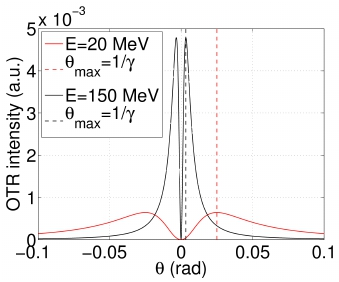 5 x 10⁻³
4
3
2
1
0
OTR intensity (a.u.)
E=20 MeV
θmax=1/γ
E=150 MeV
θmax=1/γ
−0.1 −0.05 0 0.05 0.1
θ (rad)